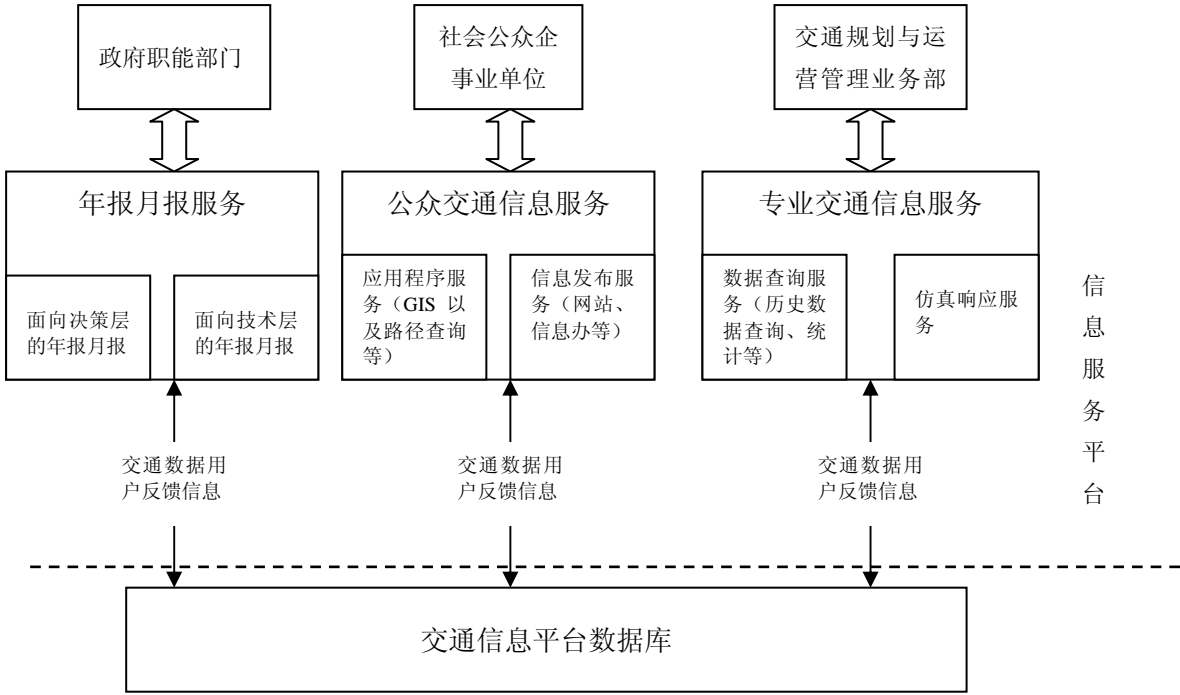 政府职能部门
社会公众企
事业单位
交通规划与运
营管理业务部
年报月报服务
面向决策层
的年报月报
面向技术层
的年报月报
公众交通信息服务
应用程序服
务（GIS 以
及路径查询
等）
信息发布服
务（网站、
信息办等）
专业交通信息服务
数据查询服
务（历史数
据查询、统
计等）
仿真响应服
务
信
息
服
务
平
台
交通数据用
户反馈信息
交通数据用
户反馈信息
交通数据用
户反馈信息
交通信息平台数据库